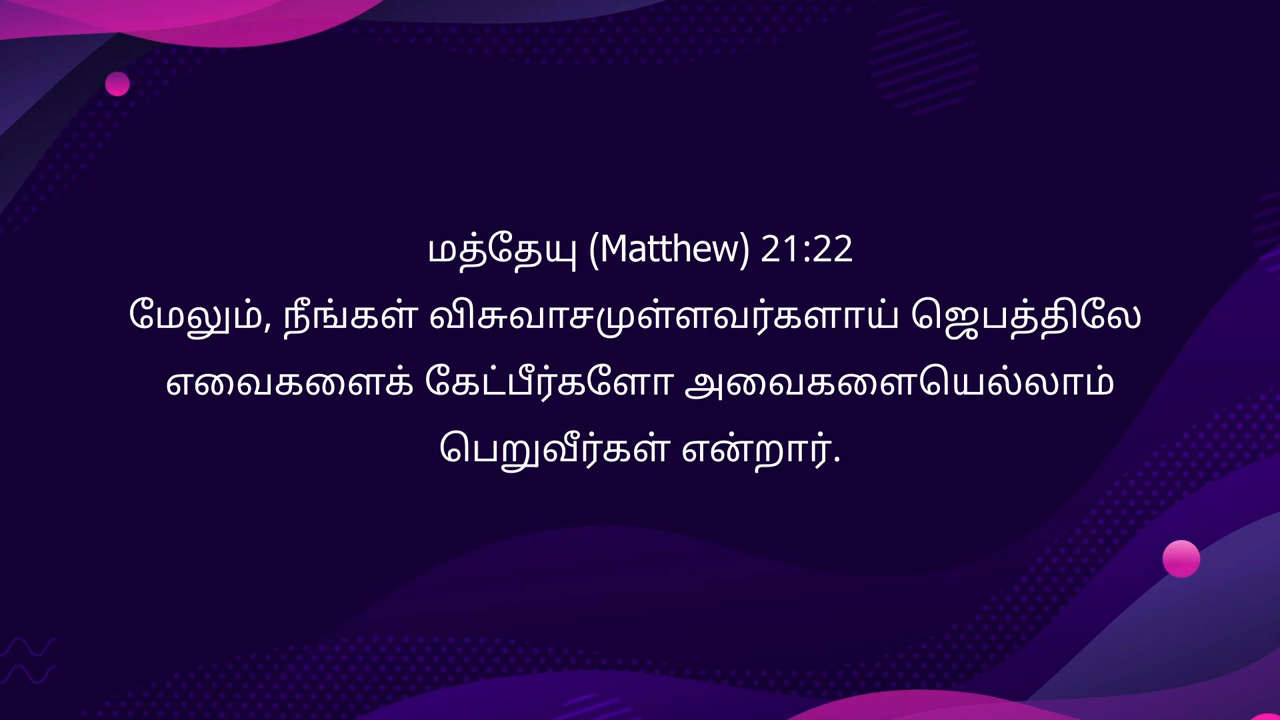 மத்தேயு (Matthew) 21:22
மேலும், நீங்கள் விசுவாசமுள்ளவர்களாய் ஜெபத்திலே
எவைகளைக் கேட்பீர்களோ அவைகளையெல்லாம்
பெறுவீர்கள் என்றார்.